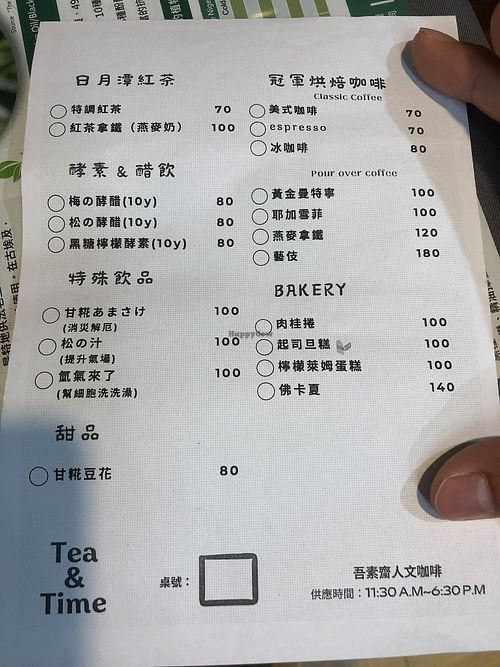 日月潭紅茶
特調紅茶 70
紅茶拿鐵（燕麥奶） 100
酵素 & 醋飲
梅の酵醋(10y) 80
松の酵醋(10y) 80
黑糖檸檬酵素(10y) 80
特殊飲品
甘糀あまさけ 100
(消災解厄)
松の汁 100
(提升氣場)
氫氣來了 100
(幫細胞洗洗澡)
甜品
甘糀豆花 80
冠軍烘焙咖啡
Classic Coffee
美式咖啡 70
espresso 70
冰咖啡 80
Pour over coffee
黃金曼特寧 100
耶加雪菲 100
燕麥拿鐵 120
藝伎 180
BAKERY
肉桂捲 100
起司旦糕 100
檸檬萊姆蛋糕 100
佛卡夏 140
HappyCow
Tea
&
Time
桌號：
吾素齋人文咖啡
供應時間：11:30 A.M~6:30 P.M